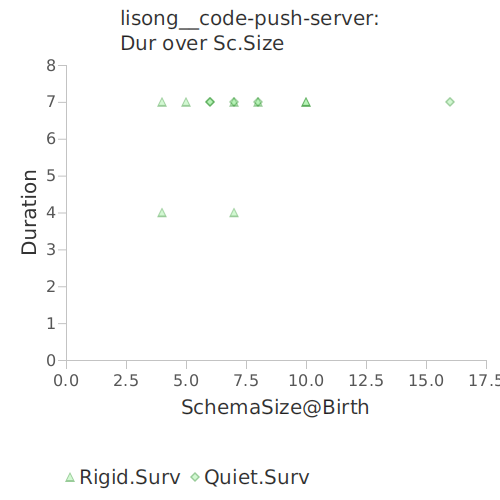 lisong__code-push-server:
Dur over Sc.Size
8
7
6
5
4
3
2
1
0
Duration
0.0 2.5 5.0 7.5 10.0 12.5 15.0 17.5
SchemaSize@Birth
Rigid.Surv Quiet.Surv